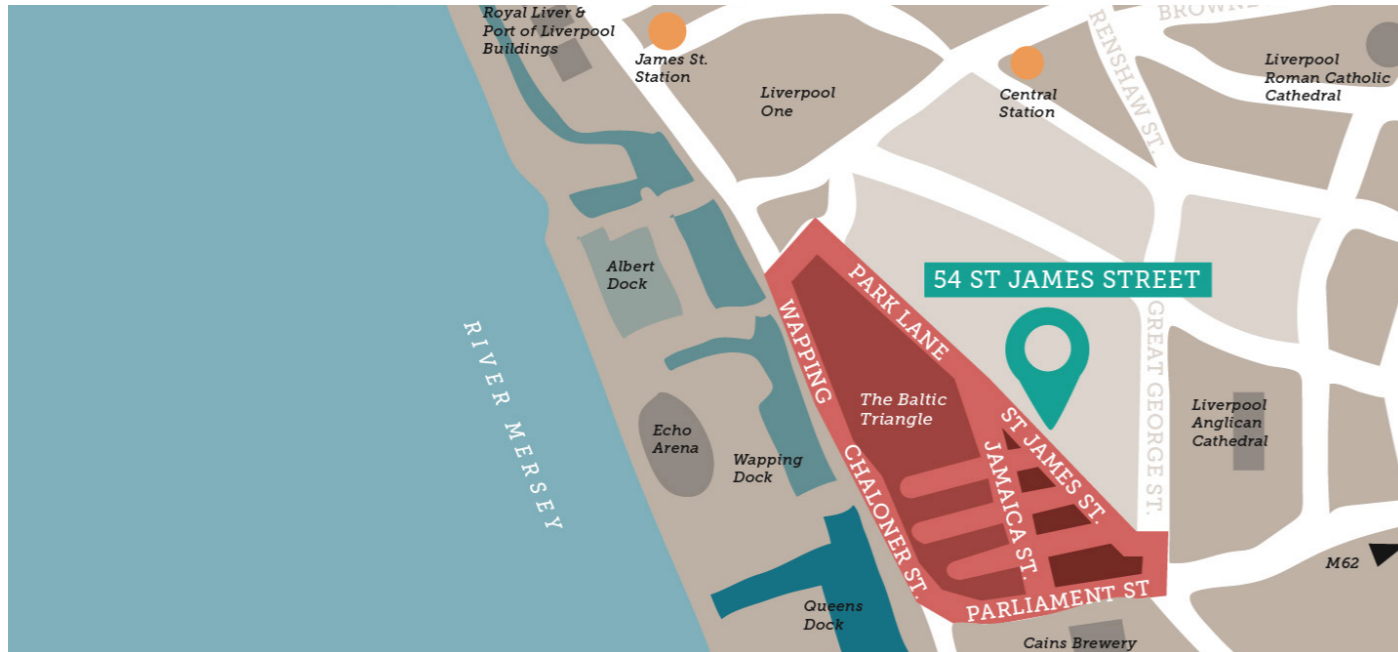 Royal Liver &
Port of Liverpool
Buildings
James St.
Station
Liverpool
One
Central
Station
RENSHAW ST.
Liverpool
Roman Catholic
Cathedral
54 ST JAMES STREET
Albert
Dock
PARK LANE
WAPPING
GREAT GEORGE ST.
RIVER MERSEY
The Baltic
Triangle
Liverpool
Anglican
Cathedral
Echo
Arena
Wapping
Dock
ST JAMES ST.
JAMAICA ST.
CHALONER ST.
M62
PARLIAMENT ST
Queens
Dock
Cains Brewery